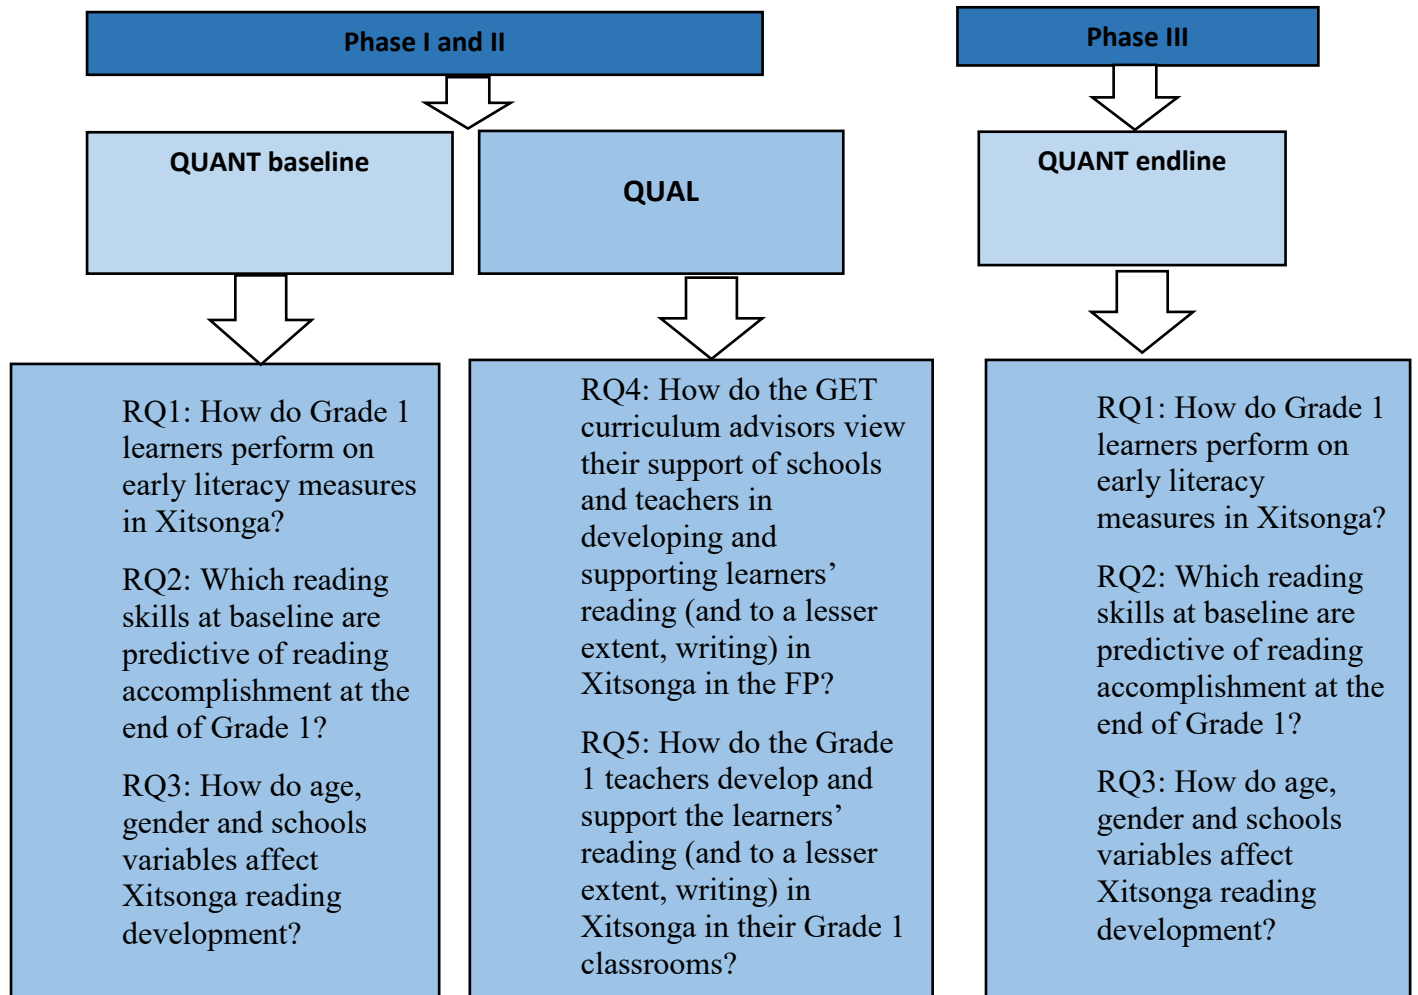 Phase I and II
Phase III
QUANT baseline
QUAL
QUANT endline
RQ1: How do Grade 1
learners perform on
early literacy measures
in Xitsonga?
RQ2: Which reading
skills at baseline are
predictive of reading
accomplishment at the
end of Grade 1?
RQ3: How do age,
gender and schools
variables affect
Xitsonga reading
development?
RQ4: How do the GET
curriculum advisors view
their support of schools
and teachers in
developing and
supporting learners’
reading (and to a lesser
extent, writing) in
Xitsonga in the FP?
RQ5: How do the Grade
1 teachers develop and
support the learners’
reading (and to a lesser
extent, writing) in
Xitsonga in their Grade 1
classrooms?
RQ1: How do Grade 1
learners perform on
early literacy
measures in Xitsonga?
RQ2: Which reading
skills at baseline are
predictive of reading
accomplishment at the
end of Grade 1?
RQ3: How do age,
gender and schools
variables affect
Xitsonga reading
development?